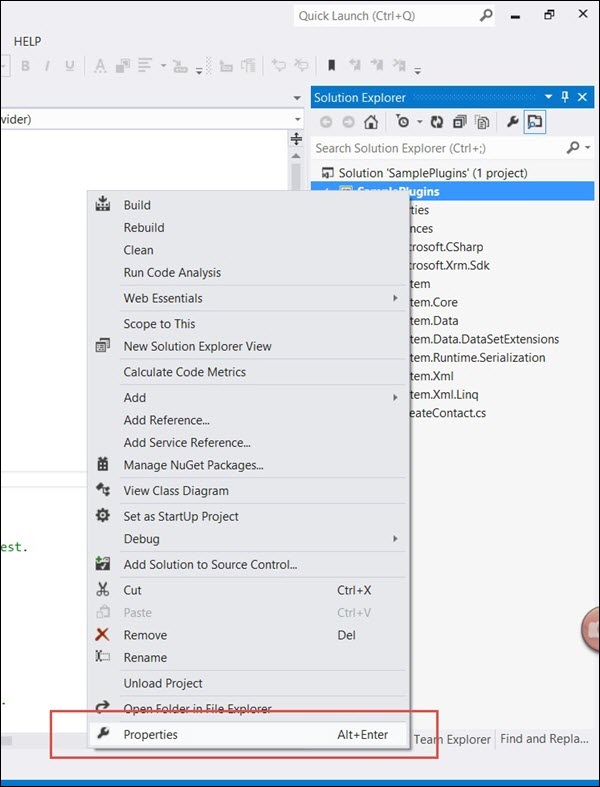 Quick Launch (Ctrl+Q)
HELP
B I U A
vider)
Solution Explorer
Search Solution Explorer (Ctrl+;)
Solution 'SamplePlugins' (1 project)
SamplePlugins
Build
ties
Rebuild
nces
Clean
rosoft.CSharp
Run Code Analysis
rosoft.Xrm.Sdk
tem
Web Essentials
tem.Core
Scope to This
tem.Data
New Solution Explorer View
tem.Data.DataSetExtensions
tem.Runtime.Serialization
Calculate Code Metrics
tem.Xml
Add
tem.Xml.Linq
Add Reference...
eateContact.cs
Add Service Reference...
Manage NuGet Packages...
View Class Diagram
Set as StartUp Project
Debug
est.
Add Solution to Source Control...
Cut Ctrl+X
Paste Ctrl+V
Remove Del
Rename
Unload Project
.
Open Folder in File Explorer
Properties Alt+Enter
Team Explorer Find and Repla...